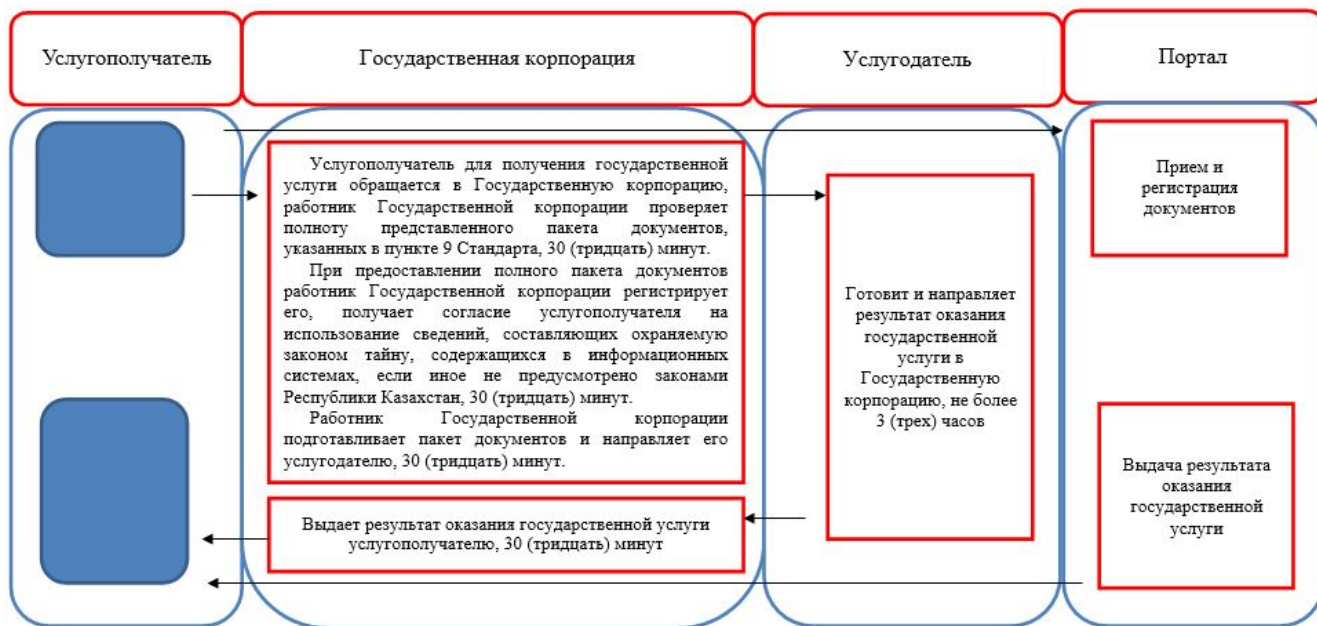 Услугополучатель
Государственная корпорация
Услугодатель
Портал
Услугополучатель для получения государственной
услуги обращается в Государственную корпорацию,
работник Государственной корпорации проверяет
полноту представленного пакета документов,
указанных в пункте 9 Стандарта, 30 (тридцать) минут.
При предоставлении полного пакета документов
работник Государственной корпорации регистрирует
его, получает согласие услугополучателя на
использование сведений, составляющих охраняемую
законом тайну, содержащихся в информационных
системах, если иное не предусмотрено законами
Республики Казахстан, 30 (тридцать) минут.
Работник Государственной корпорации
подготавливает пакет документов и направляет его
услугодателю, 30 (тридцать) минут.
Выдает результат оказания государственной услуги
услугополучателю, 30 (тридцать) минут
Готовит и направляет
результат оказания
государственной
услуги в
Государственную
корпорацию, не более
3 (трех) часов
Прием и
регистрация
документов
Выдача результата
оказания
государственной
услуги